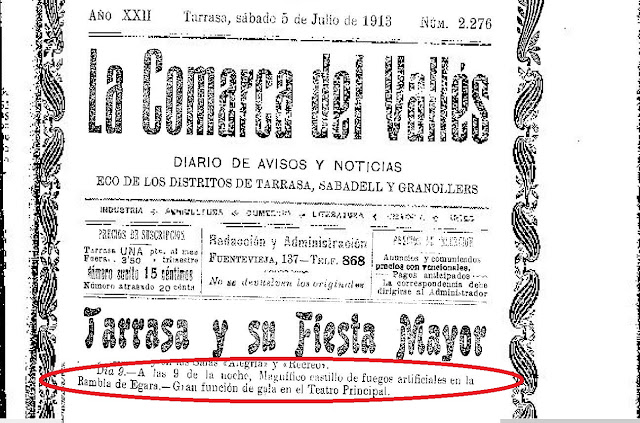 AÑO XXII Tarrasa, sábado 5 de Julio de 1913 NÚM. 2.276
La Comarca del Vallés
DIARIO DE AVISOS Y NOTICIAS
ECO DE LOS DISTRITOS DE TARRASA, SABADELL Y GRANOLLERS
INDUSTRIA AGRICULTURA COMERCIO LITERATURA
PRECIOS DE SUSCRIPCION
Tarrasa UNA pta. al mes
Fuera. 3'50 » trimestre
Número suelto 15 céntimos
Número atrasado 20 cents
Redacción y Administración
FUENTEVIEJA, 137—TELF. 868
No se devuelven los originales
PRECIOS DE
Anuncios y comunicados
precios convencionales.
Pagos anticipados
La correspondencia debe
dirigirse al Administrador
Tarrasa y su Fiesta Mayor
«Alegría» y «Recreo».
Día 9.—A las 9 de la noche, Magnífico castillo de fuegos artificiales en la
Rambla de Egara.—Gran función de gala en el Teatro Principal.